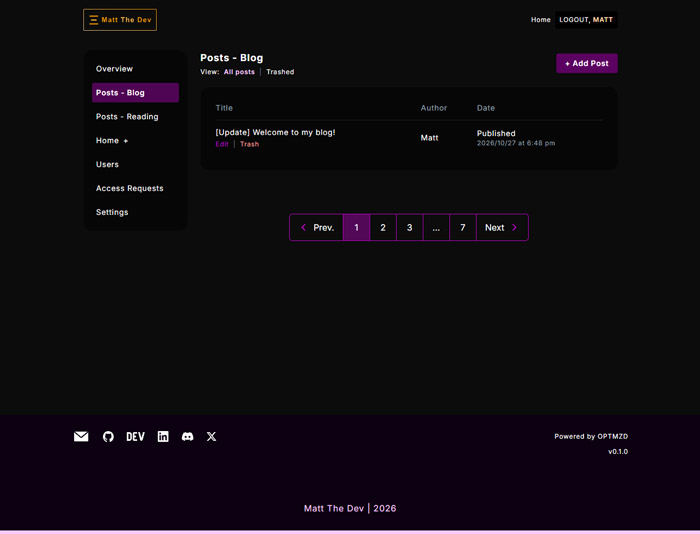 Matt The Dev
Home LOGOUT, MATT
Overview
Posts - Blog
Posts - Reading
Home +
Users
Access Requests
Settings
Posts - Blog
View: All posts | Trashed
+ Add Post
Title Author Date
[Update] Welcome to my blog! Matt Published
Edit | Trash 2026/10/27 at 6:48 pm
Prev. 1 2 3 ... 7 Next
DEV
Powered by OPTMZD
v0.1.0
Matt The Dev | 2026